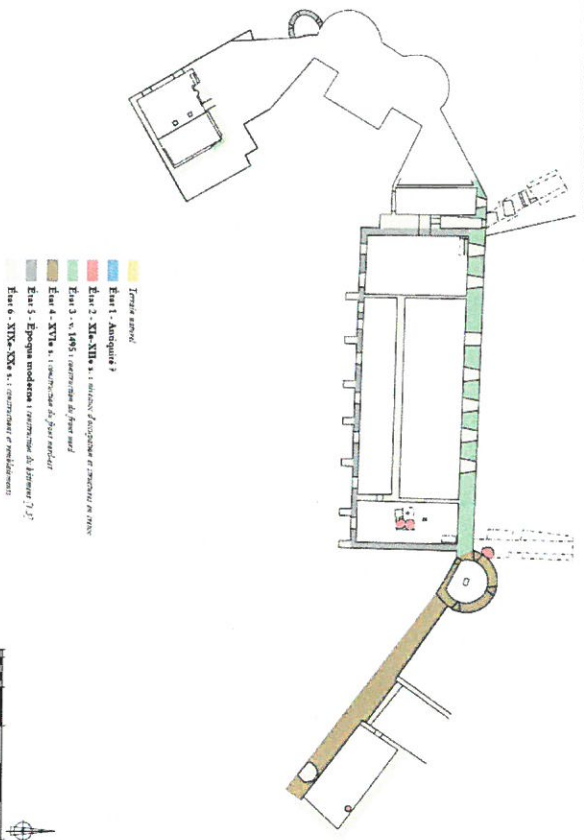 Terrain naturel
État 1 - Antiquité ?
État 2 - XIe-XIIe s. : niveaux d'occupation et structures en creux
État 3 - v. 1495 : construction du front nord
État 4 - XVIe s. : construction du front nord-est
État 5 - Époque moderne : construction du bâtiment
État 6 - XIXe-XXe s. : constructions et remblaiements